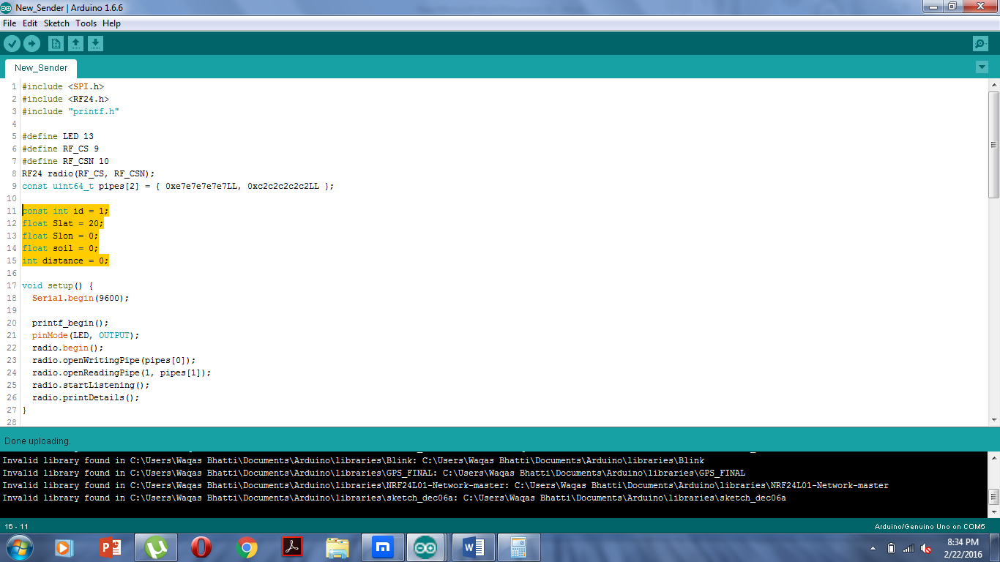 New_Sender | Arduino 1.6.6
File Edit Sketch Tools Help
New_Sender
1 #include <SPI.h>
2 #include <RF24.h>
3 #include "printf.h"
4
5 #define LED 13
6 #define RF_CS 9
7 #define RF_CSN 10
8 RF24 radio(RF_CS, RF_CSN);
9 const uint64_t pipes[2] = { 0xe7e7e7e7e7LL, 0xc2c2c2c2c2LL };
10
11 const int id = 1;
12 float Slat = 20;
13 float Slon = 0;
14 float soil = 0;
15 int distance = 0;
16
17 void setup() {
18   Serial.begin(9600);
19
20   printf_begin();
21   pinMode(LED, OUTPUT);
22   radio.begin();
23   radio.openWritingPipe(pipes[0]);
24   radio.openReadingPipe(1, pipes[1]);
25   radio.startListening();
26   radio.printDetails();
27 }
28
Done uploading.
Invalid library found in C:\Users\Waqas Bhatti\Documents\Arduino\libraries\Blink: C:\Users\Waqas Bhatti\Documents\Arduino\libraries\Blink
Invalid library found in C:\Users\Waqas Bhatti\Documents\Arduino\libraries\GPS_FINAL: C:\Users\Waqas Bhatti\Documents\Arduino\libraries\GPS_FINAL
Invalid library found in C:\Users\Waqas Bhatti\Documents\Arduino\libraries\NRF24L01-Network-master: C:\Users\Waqas Bhatti\Documents\Arduino\libraries\NRF24L01-Network-master
Invalid library found in C:\Users\Waqas Bhatti\Documents\Arduino\libraries\sketch_dec06a: C:\Users\Waqas Bhatti\Documents\Arduino\libraries\sketch_dec06a
16 - 11
Arduino/Genuino Uno on COM5
8:34 PM
2/22/2016